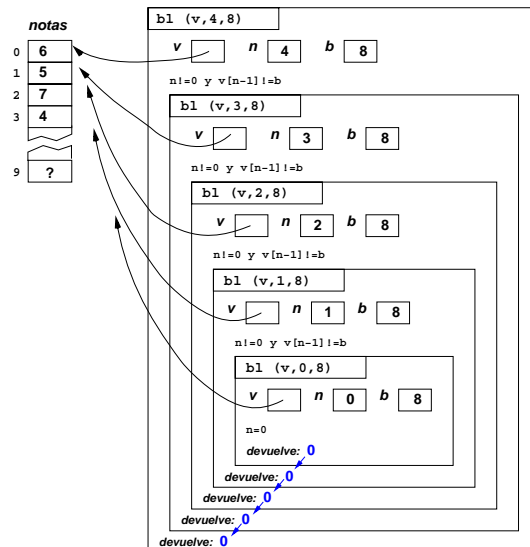 notas
0 6
1 5
2 7
3 4
9 ?
bl (v,4,8)
v n 4 b 8
n!=0 y v[n-1]!=b
bl (v,3,8)
v n 3 b 8
n!=0 y v[n-1]!=b
bl (v,2,8)
v n 2 b 8
n!=0 y v[n-1]!=b
bl (v,1,8)
v n 1 b 8
n!=0 y v[n-1]!=b
bl (v,0,8)
v n 0 b 8
n=0
devuelve: 0
devuelve: 0
devuelve: 0
devuelve: 0
devuelve: 0